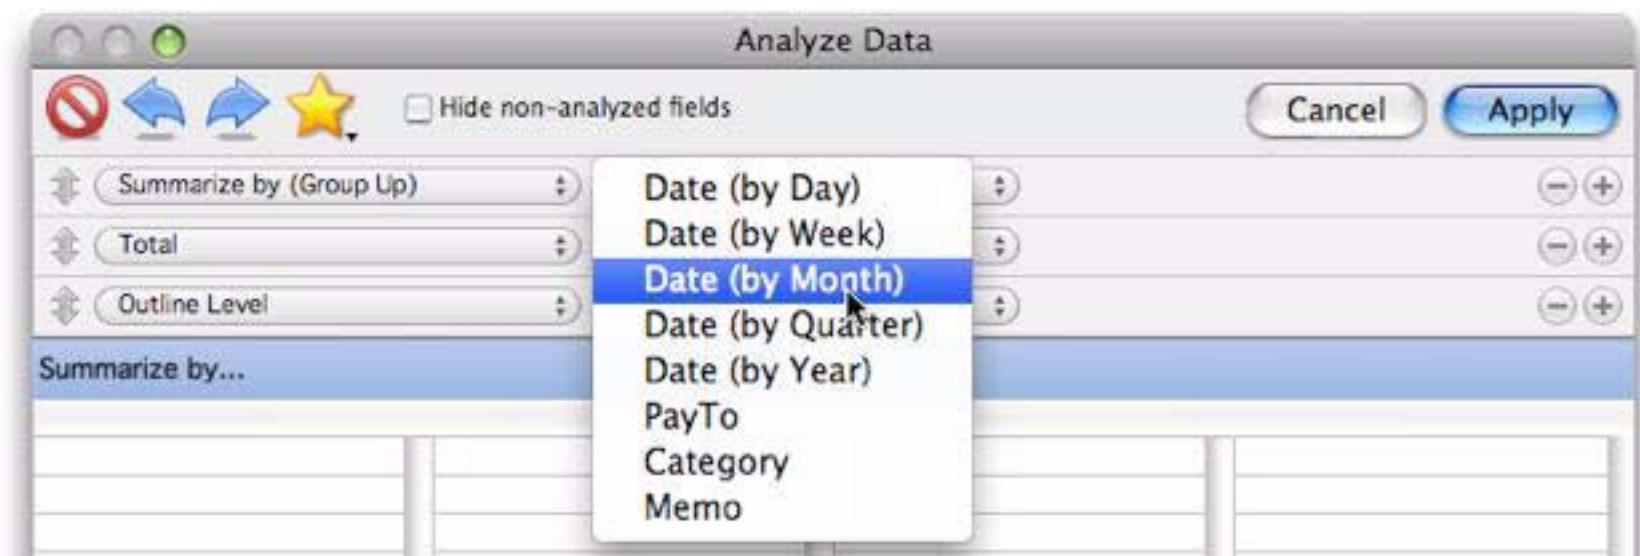 Analyze Data
Hide non-analyzed fields
Cancel
Apply
Summarize by (Group Up)
Total
Outline Level
Date (by Day)
Date (by Week)
Date (by Month)
Date (by Quarter)
Date (by Year)
PayTo
Category
Memo
Summarize by...